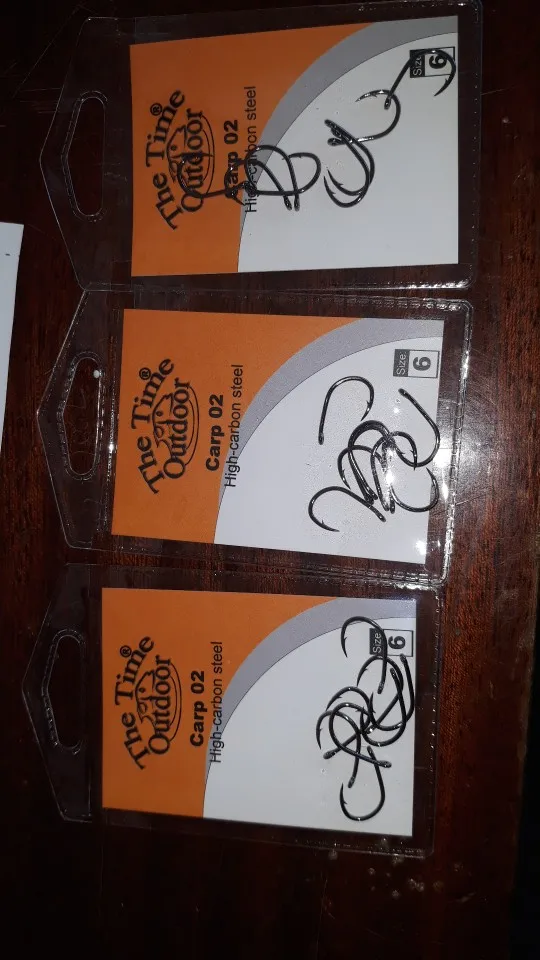 The Time®
Outdoor
Carp 02
High-carbon steel
Size:
6
The Time®
Outdoor
Carp 02
High-carbon steel
Size:
6
The Time®
Outdoor
Carp 02
High-carbon steel
Size:
6